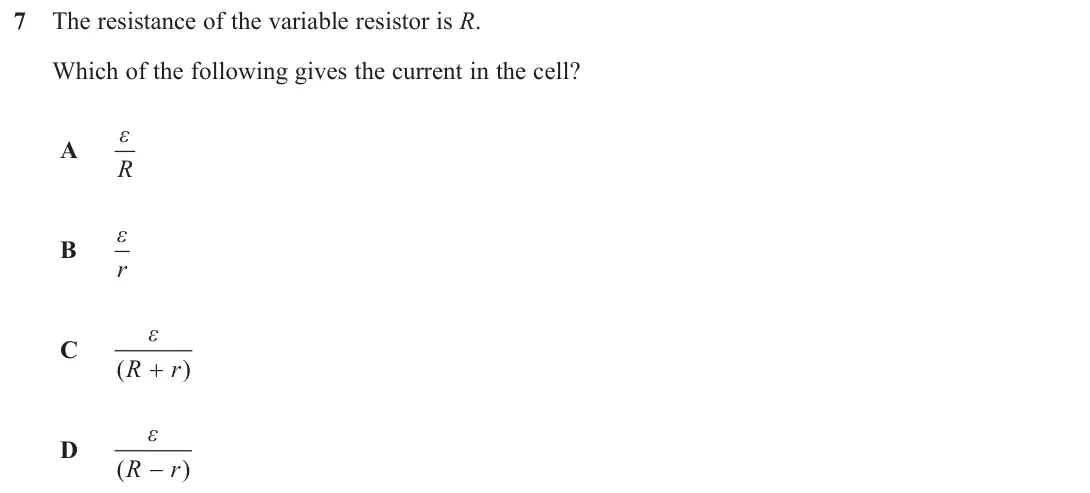 7 The resistance of the variable resistor is R.
Which of the following gives the current in the cell?
A ε
R
B ε
r
C ε
(R + r)
D ε
(R − r)